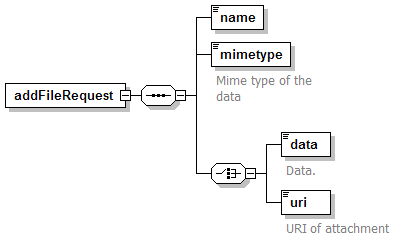 name
mimetype
Mime type of the
data
addFileRequest
data
Data.
uri
URI of attachment